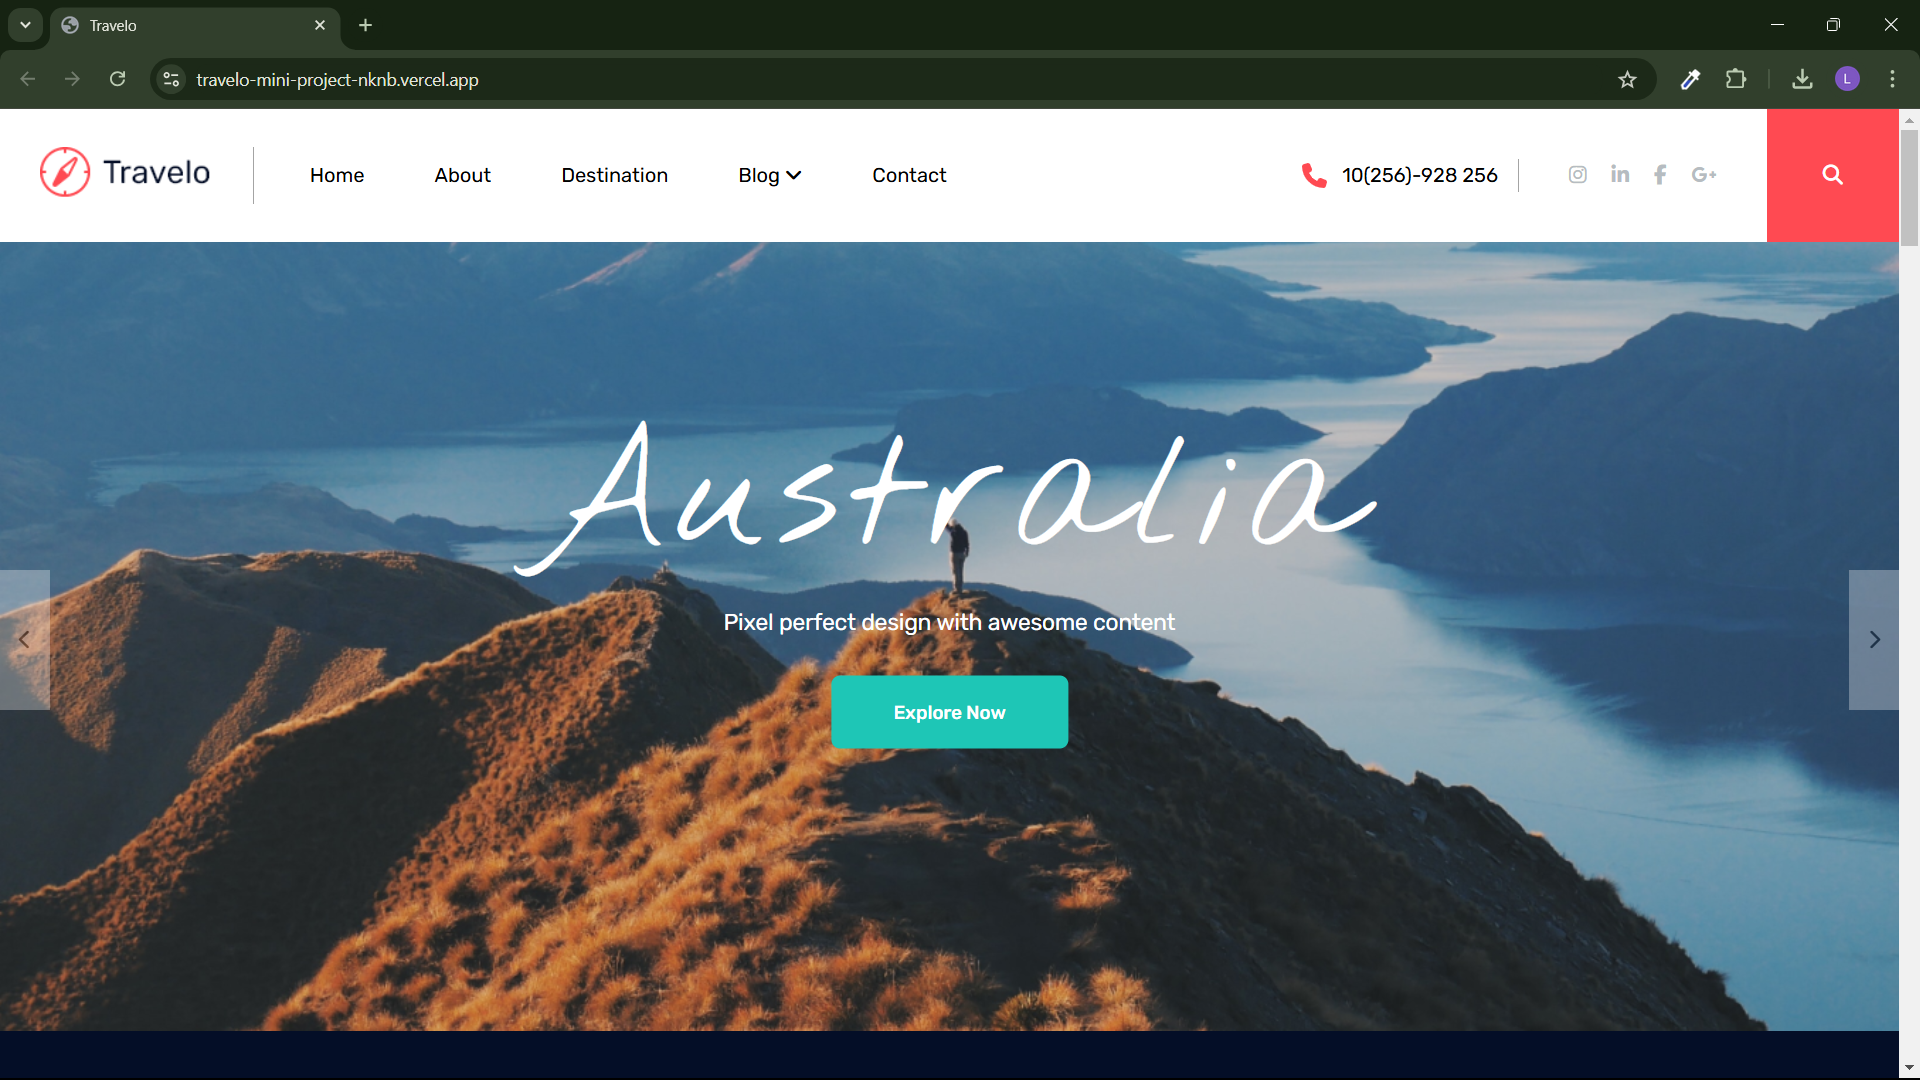 Travelo
travelo-mini-project-nknb.vercel.app
L
Travelo
Home
About
Destination
Blog
Contact
10(256)-928 256
G+
Australia
Pixel perfect design with awesome content
Explore Now